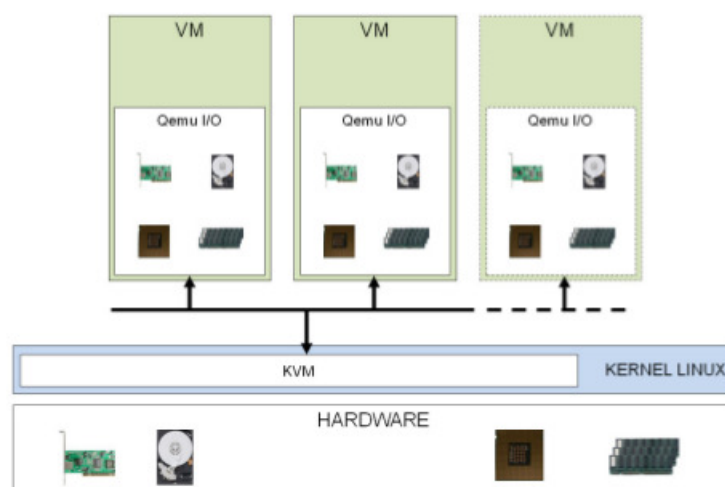 VM VM VM
Qemu I/O Qemu I/O Qemu I/O
KVM KERNEL LINUX
HARDWARE